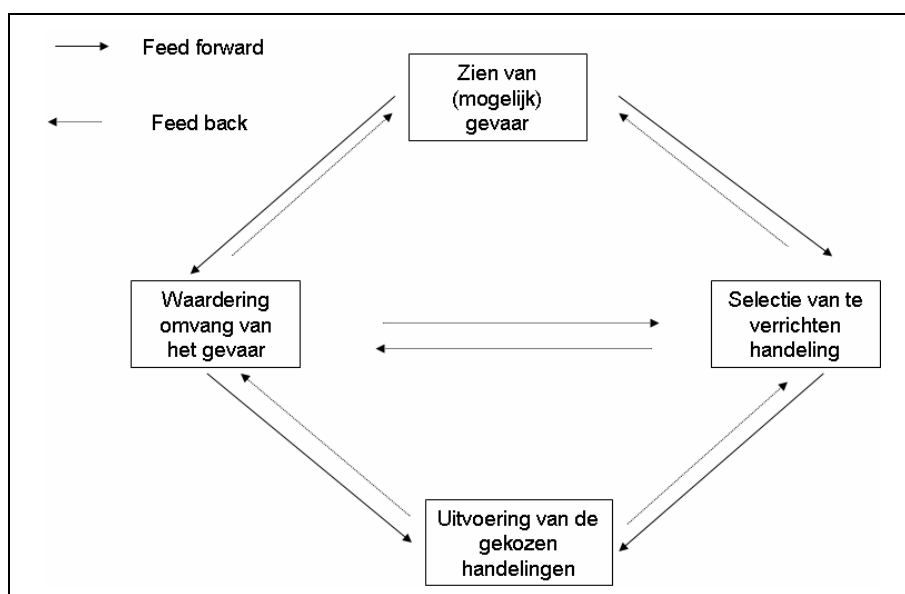 Feed forward
Feed back
Zien van
(mogelijk)
gevaar
Waardering
omvang van
het gevaar
Selectie van te
verrichten
handeling
Uitvoering van de
gekozen
handelingen